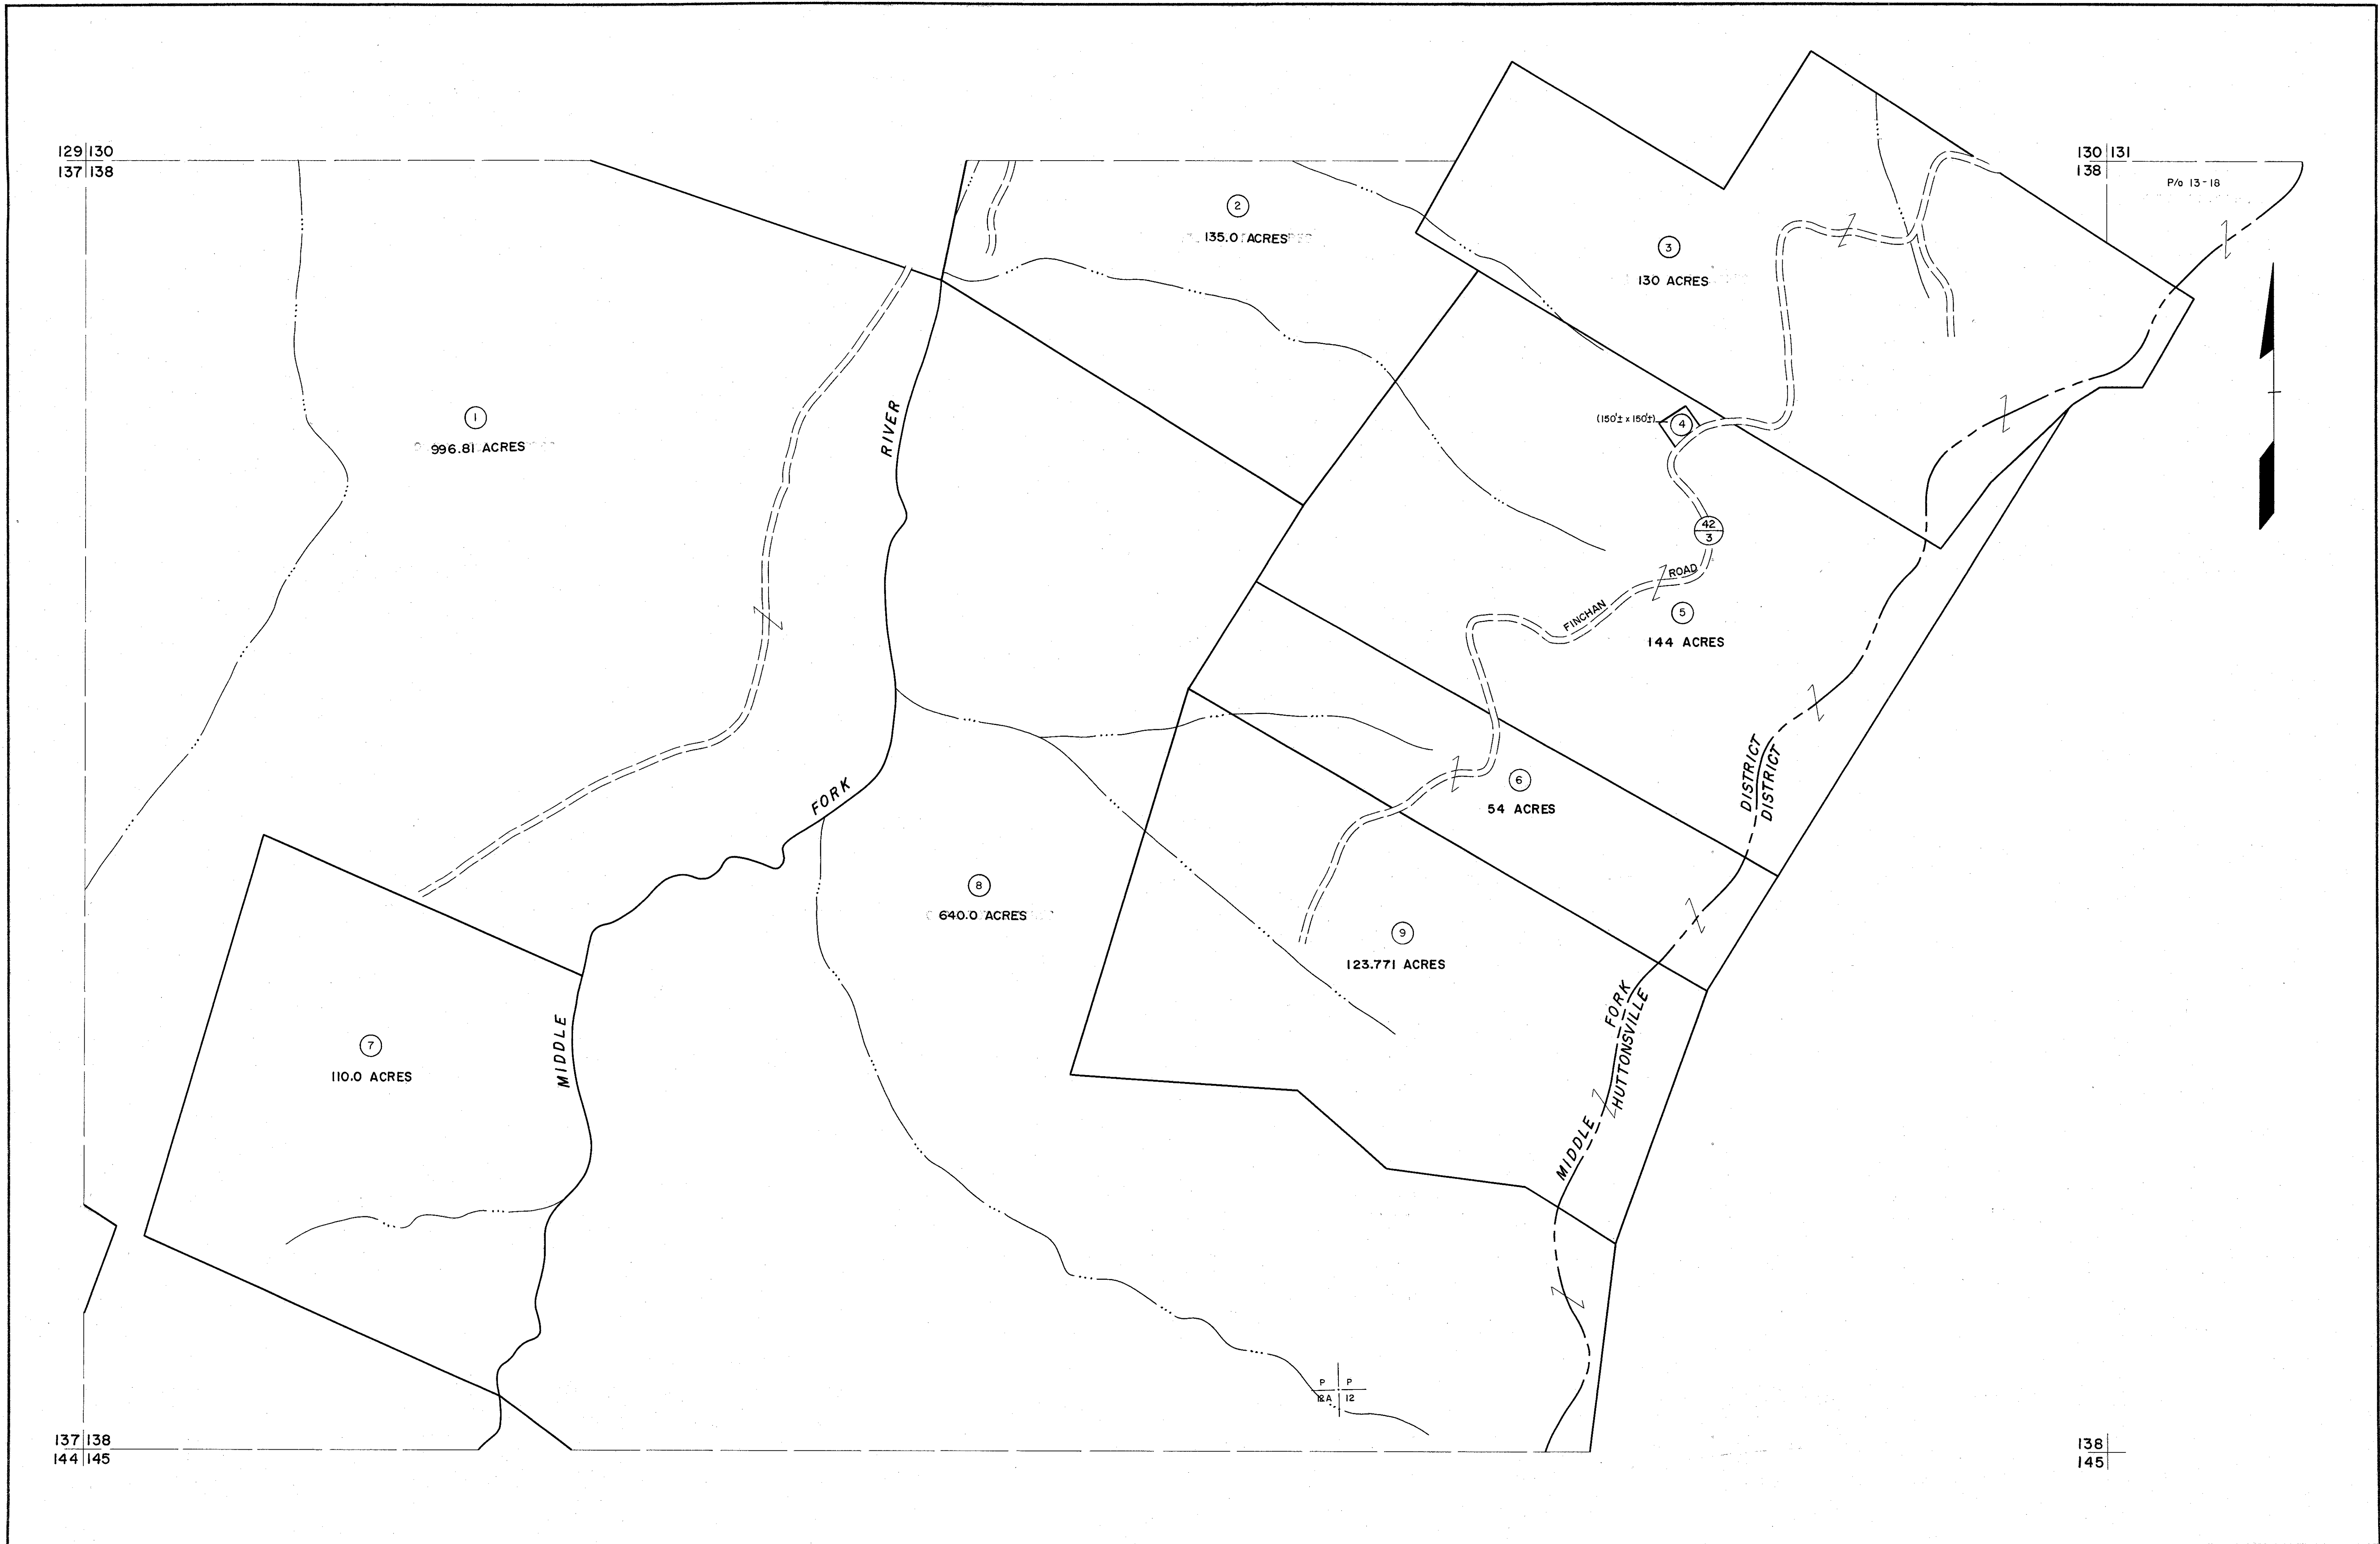 129 130
137 138
130 131
138
P/o 13-18
2
135.0 ACRES
3
130 ACRES
1
996.81 ACRES
RIVER
(150'± x 150'±)
4
42
3
ROAD
FINCHAN
5
144 ACRES
DISTRICT
DISTRICT
6
54 ACRES
FORK
8
640.0 ACRES
9
123.771 ACRES
MIDDLE FORK
HUTTONSVILLE
7
110.0 ACRES
MIDDLE
P P
12A 12
137 138
144 145
138
145